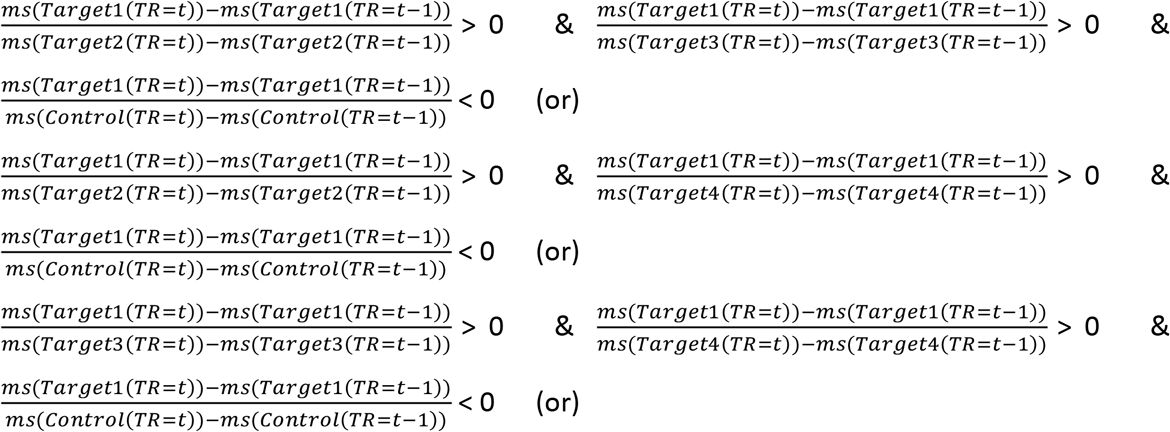 ms(Target1(TR=t))−ms(Target1(TR=t−1)) / ms(Target2(TR=t))−ms(Target2(TR=t−1)) > 0 & ms(Target1(TR=t))−ms(Target1(TR=t−1)) / ms(Target3(TR=t))−ms(Target3(TR=t−1)) > 0 &
ms(Target1(TR=t))−ms(Target1(TR=t−1)) / ms(Control(TR=t))−ms(Control(TR=t−1)) < 0 (or)
ms(Target1(TR=t))−ms(Target1(TR=t−1)) / ms(Target2(TR=t))−ms(Target2(TR=t−1)) > 0 & ms(Target1(TR=t))−ms(Target1(TR=t−1)) / ms(Target4(TR=t))−ms(Target4(TR=t−1)) > 0 &
ms(Target1(TR=t))−ms(Target1(TR=t−1)) / ms(Control(TR=t))−ms(Control(TR=t−1)) < 0 (or)
ms(Target1(TR=t))−ms(Target1(TR=t−1)) / ms(Target3(TR=t))−ms(Target3(TR=t−1)) > 0 & ms(Target1(TR=t))−ms(Target1(TR=t−1)) / ms(Target4(TR=t))−ms(Target4(TR=t−1)) > 0 &
ms(Target1(TR=t))−ms(Target1(TR=t−1)) / ms(Control(TR=t))−ms(Control(TR=t−1)) < 0 (or)